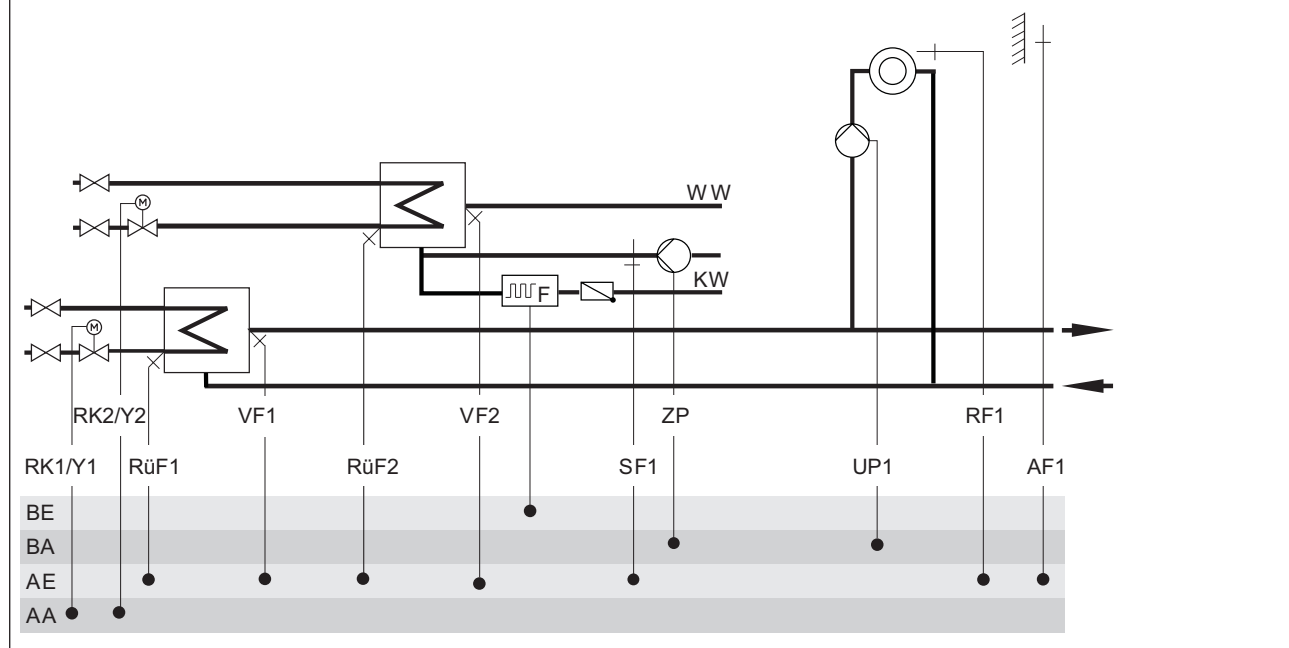 WW
M
KW
F
M
RK2/Y2 VF1 VF2 ZP RF1
RK1/Y1 RüF1 RüF2 SF1 UP1 AF1
BE
BA
AE
AA